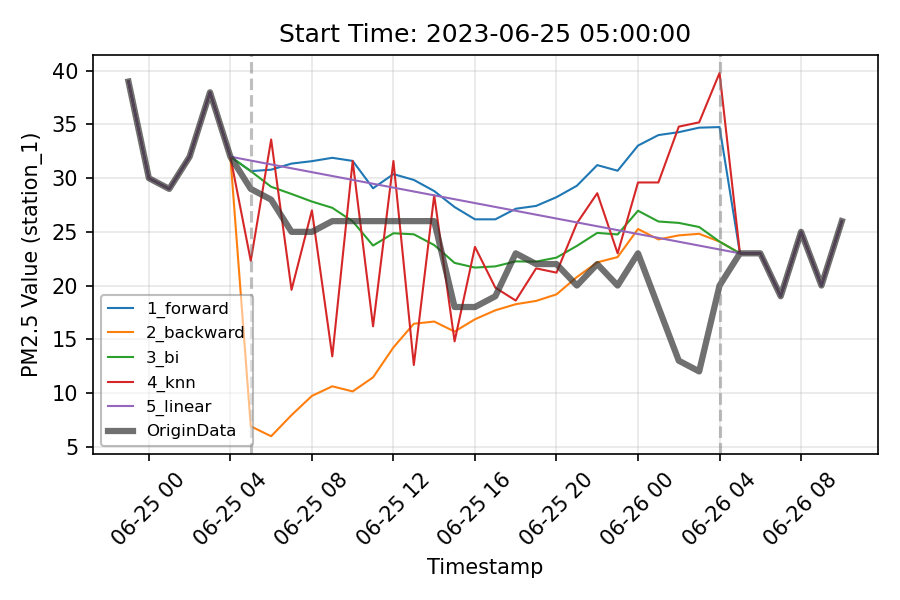 Start Time: 2023-06-25 05:00:00
PM2.5 Value (station_1)
40
35
30
25
20
15
10
5
1_forward
2_backward
3_bi
4_knn
5_linear
OriginData
06-25 00
06-25 04
06-25 08
06-25 12
06-25 16
06-25 20
06-26 00
06-26 04
06-26 08
Timestamp